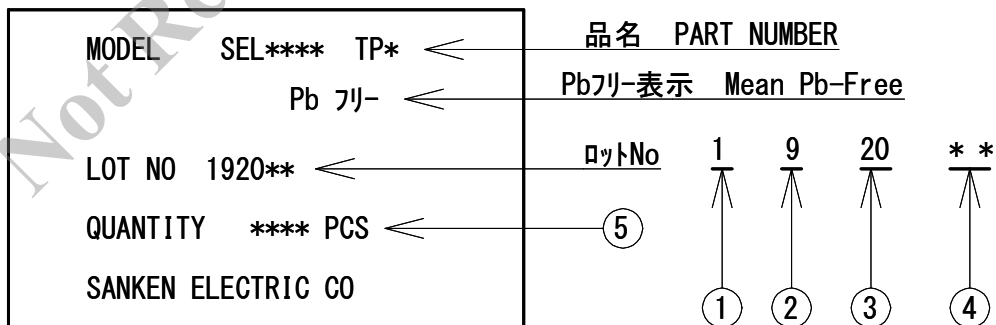 MODEL SEL**** TP*
Pb フリー
LOT NO 1920**
QUANTITY **** PCS
SANKEN ELECTRIC CO
品名 PART NUMBER
Pbフリー表示 Mean Pb-Free
ロットNo 1 9 20 **
⑤
① ② ③ ④
Not R